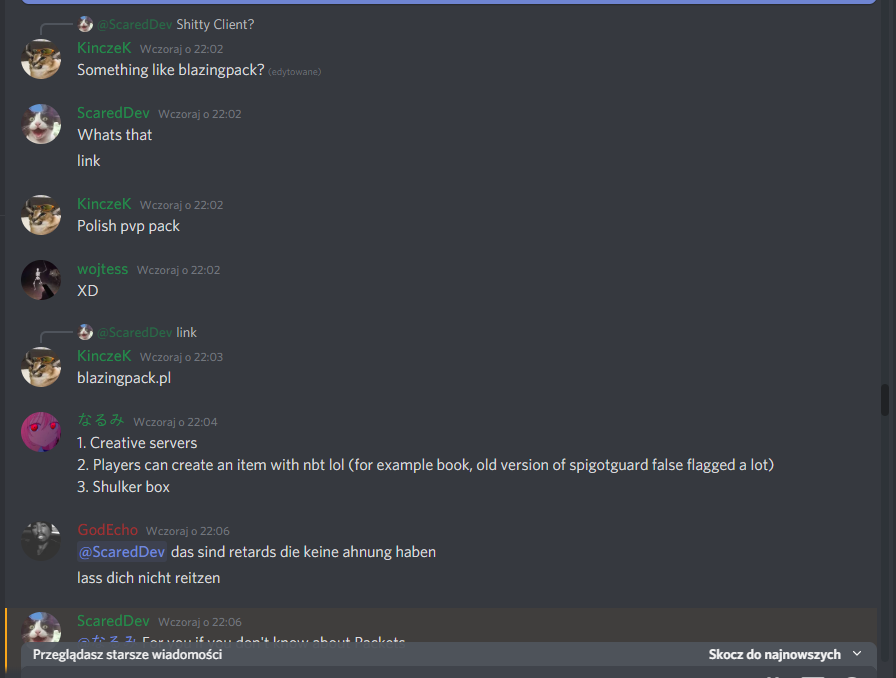 @ScaredDev Shitty Client?
KinczeK Wczoraj o 22:02
Something like blazingpack? (edytowane)
ScaredDev Wczoraj o 22:02
Whats that
link
KinczeK Wczoraj o 22:02
Polish pvp pack
wojtess Wczoraj o 22:02
XD
@ScaredDev link
KinczeK Wczoraj o 22:03
blazingpack.pl
なるみ Wczoraj o 22:04
1. Creative servers
2. Players can create an item with nbt lol (for example book, old version of spigotguard false flagged a lot)
3. Shulker box
GodEcho Wczoraj o 22:06
@ScaredDev das sind retards die keine ahnung haben
lass dich nicht reitzen
ScaredDev Wczoraj o 22:06
@なるみ For you if you don't know about Packets
Przeglądasz starsze wiadomości Skocz do najnowszych